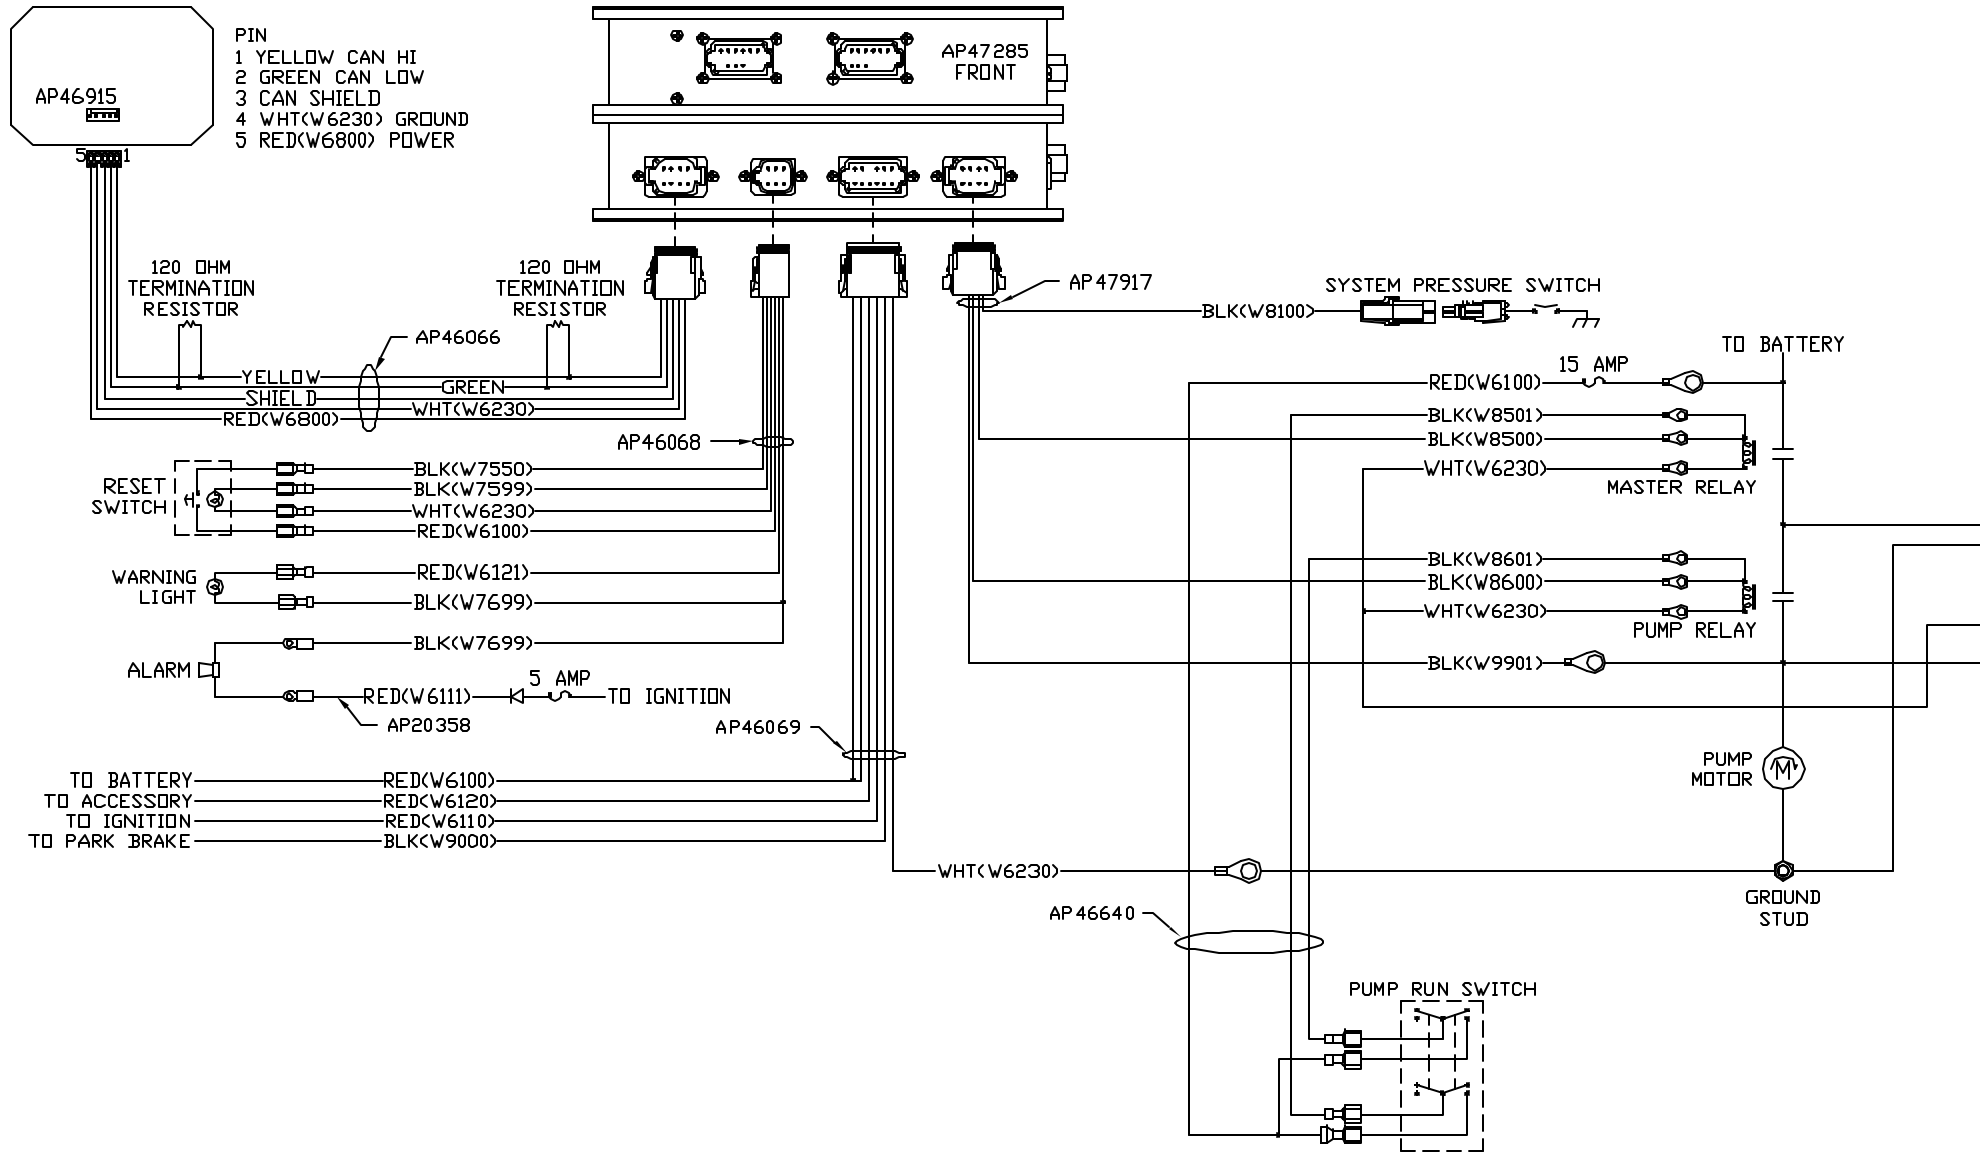 PIN
1 YELLOW CAN HI
2 GREEN CAN LOW
3 CAN SHIELD
4 WHT(W6230) GROUND
5 RED(W6800) POWER
AP46915
5
1
AP47285
FRONT
120 OHM
TERMINATION
RESISTOR
120 OHM
TERMINATION
RESISTOR
AP46066
YELLOW
GREEN
SHIELD
WHT(W6230)
RED(W6800)
AP46068
RESET
SWITCH
BLK(W7550)
BLK(W7599)
WHT(W6230)
RED(W6100)
WARNING
LIGHT
RED(W6121)
BLK(W7699)
ALARM
BLK(W7699)
5 AMP
RED(W6111)
TO IGNITION
AP20358
AP46069
TO BATTERY
RED(W6100)
TO ACCESSORY
RED(W6120)
TO IGNITION
RED(W6110)
TO PARK BRAKE
BLK(W9000)
AP47917
SYSTEM PRESSURE SWITCH
BLK(W8100)
TO BATTERY
15 AMP
RED(W6100)
BLK(W8501)
BLK(W8500)
WHT(W6230)
MASTER RELAY
BLK(W8601)
BLK(W8600)
WHT(W6230)
PUMP RELAY
BLK(W9901)
PUMP
MOTOR
M
WHT(W6230)
GROUND
STUD
AP46640
PUMP RUN SWITCH